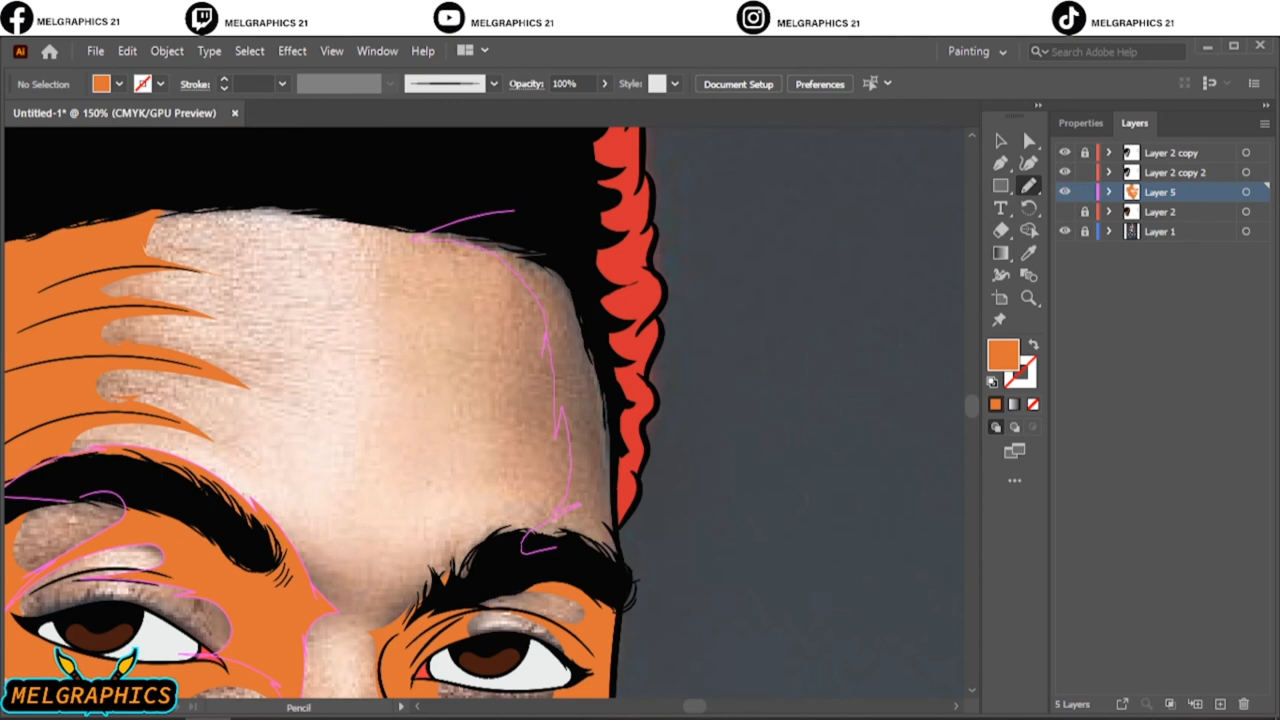 MELGRAPHICS 21 MELGRAPHICS 21 MELGRAPHICS 21 MELGRAPHICS 21 MELGRAPHICS 21
Ai File Edit Object Type Select Effect View Window Help Painting Search Adobe Help
No Selection Stroke: Opacity: 100% Style: Document Setup Preferences
Untitled-1* @ 150% (CMYK/GPU Preview)
Properties Layers
Layer 2 copy
Layer 2 copy 2
Layer 5
Layer 2
Layer 1
MELGRAPHICS
Pencil
5 Layers